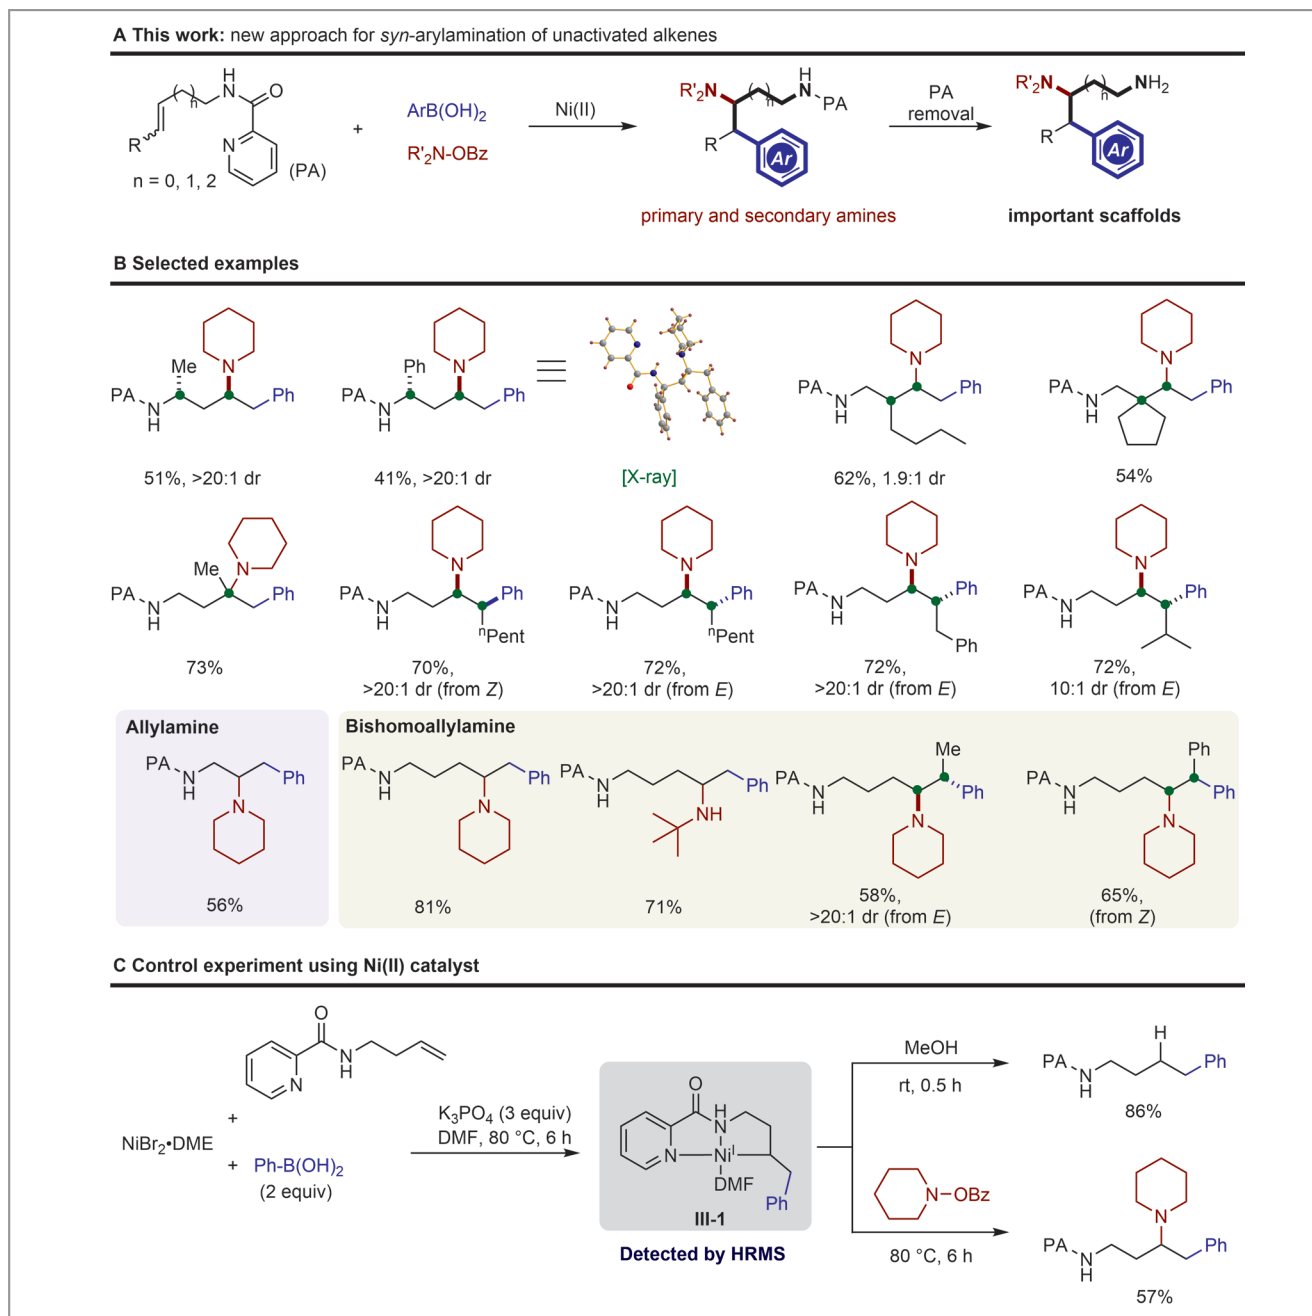 A This work: new approach for syn-arylamination of unactivated alkenes
R
( )n
H
N
O
N
(PA)
n = 0, 1, 2
+
ArB(OH)2
R'2N-OBz
Ni(II)
R'2N
( )n
H
N
PA
R
Ar
primary and secondary amines
PA
removal
R'2N
( )n
NH2
R
Ar
important scaffolds
B Selected examples
PA
N
H
Me
N
Ph
51%, >20:1 dr
PA
N
H
Ph
N
Ph
41%, >20:1 dr
[X-ray]
PA
N
H
N
Ph
62%, 1.9:1 dr
PA
N
H
N
Ph
54%
PA
N
H
Me
N
Ph
73%
PA
N
H
N
Ph
nPent
70%,
>20:1 dr (from Z)
PA
N
H
N
Ph
nPent
72%,
>20:1 dr (from E)
PA
N
H
N
Ph
Ph
72%,
>20:1 dr (from E)
PA
N
H
N
Ph
72%,
10:1 dr (from E)
Allylamine
PA
N
H
Ph
N
56%
Bishomoallylamine
PA
N
H
Ph
N
81%
PA
N
H
Ph
NH
71%
PA
N
H
Me
Ph
N
58%,
>20:1 dr (from E)
PA
N
H
Ph
Ph
N
65%,
(from Z)
C Control experiment using Ni(II) catalyst
O
N
H
N
+
NiBr2•DME
+
Ph-B(OH)2
(2 equiv)
K3PO4 (3 equiv)
DMF, 80 °C, 6 h
O
H
N
N
NiI
DMF
Ph
III-1
Detected by HRMS
MeOH
rt, 0.5 h
PA
N
H
H
Ph
86%
N
OBz
80 °C, 6 h
PA
N
H
N
Ph
57%